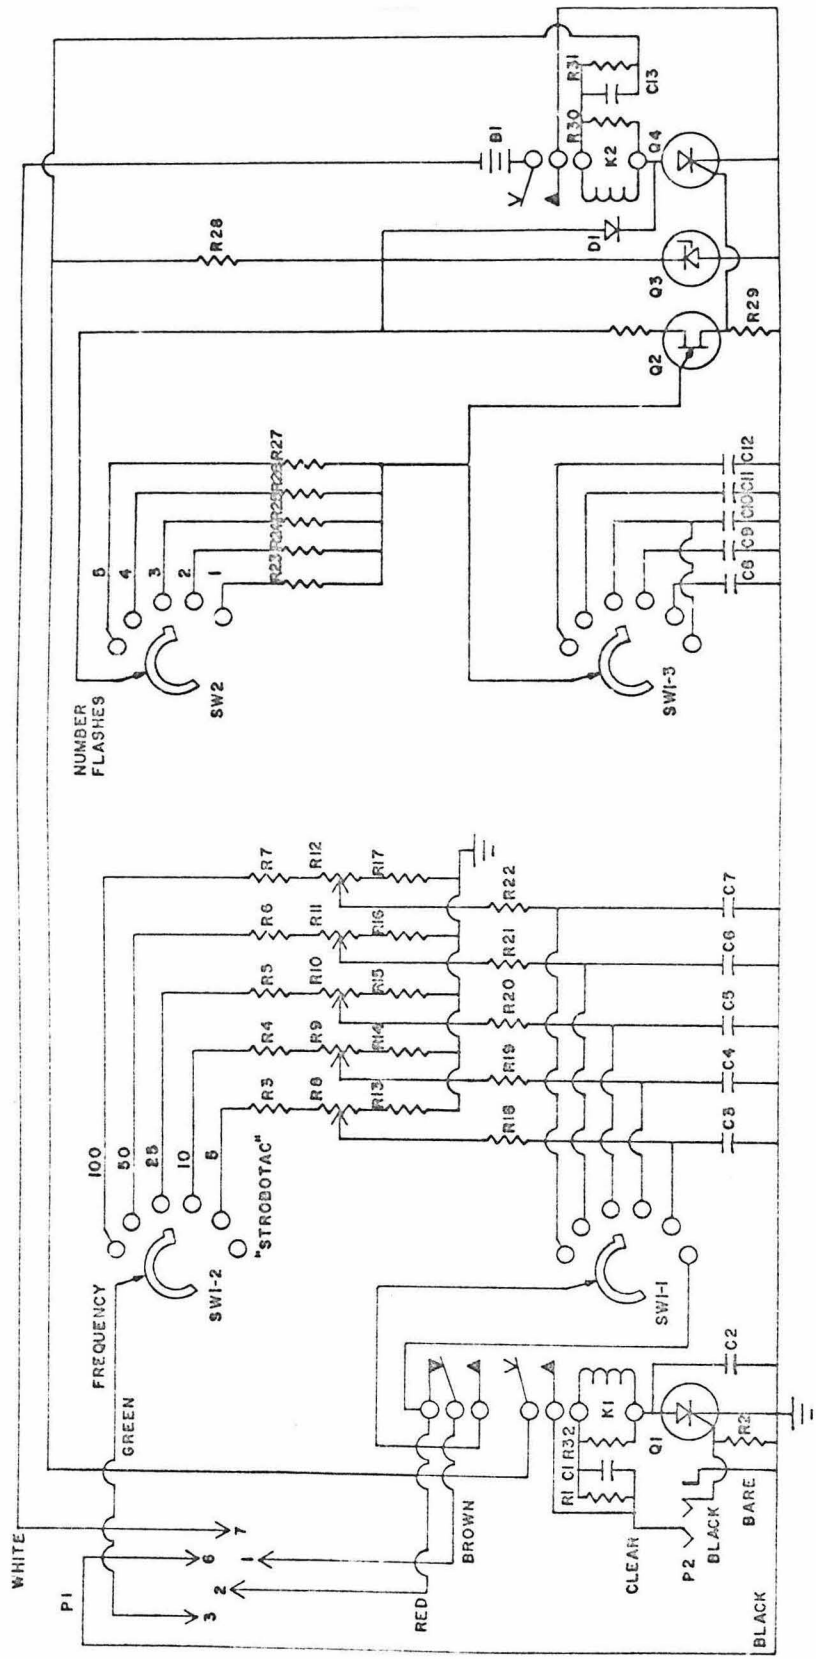 WHITE
P1
3
2
6
1
7
GREEN
FREQUENCY
RED
BROWN
SW1-2
100
50
25
10
5
"STROBOTAC"
R3
R4
R5
R6
R7
R8
R9
R10
R11
R12
R13
R14
R15
R16
R17
R18
R19
R20
R21
R22
C3
C4
C5
C6
C7
SW1-1
CLEAR
P2
BLACK
BARE
BLACK
R1
C1
R32
K1
Q1
R2
C2
NUMBER
FLASHES
SW2
5
4
3
2
1
R23
R24
R25
R26
R27
SW1-3
C8
C9
C10
C11
C12
R28
Q2
Q3
R29
D1
B1
R30
K2
Q4
R31
C13